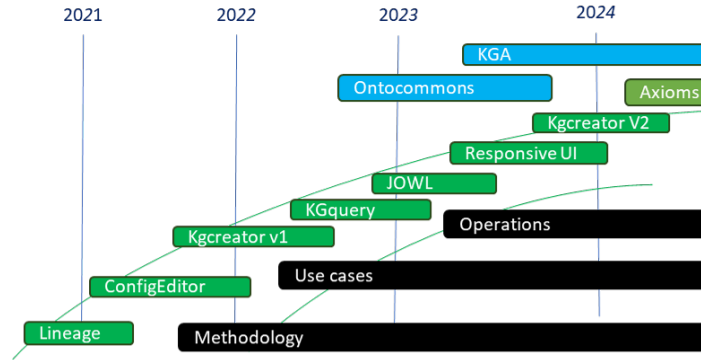 2021 2022 2023 2024
KGA
Ontocommons
Axioms
Kgcreator V2
Responsive UI
JOWL
KGquery
Operations
Kgcreator v1
Use cases
ConfigEditor
Lineage
Methodology